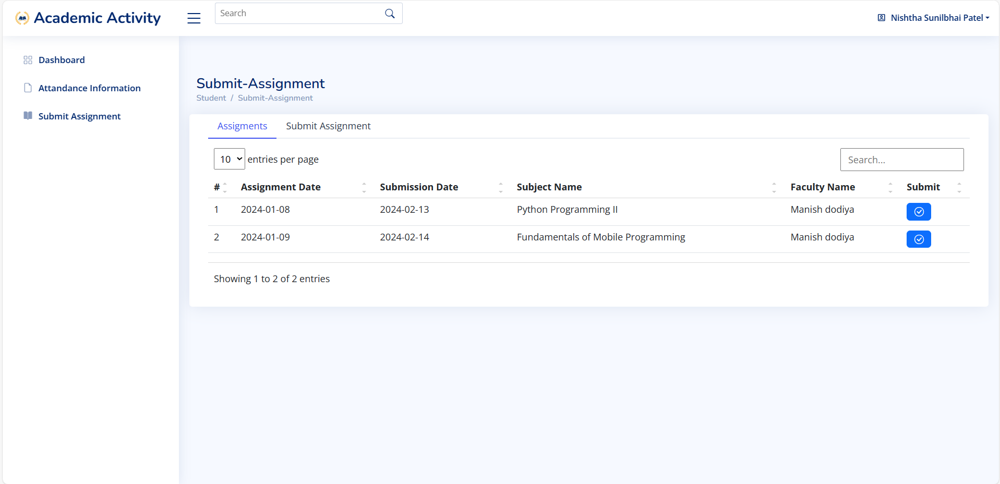 Academic Activity
Search
Nishtha Sunilbhai Patel
Dashboard
Attandance Information
Submit Assignment
Submit-Assignment
Student / Submit-Assignment
Assigments Submit Assignment
10 entries per page
Search...
# Assignment Date Submission Date Subject Name Faculty Name Submit
1 2024-01-08 2024-02-13 Python Programming II Manish dodiya
2 2024-01-09 2024-02-14 Fundamentals of Mobile Programming Manish dodiya
Showing 1 to 2 of 2 entries